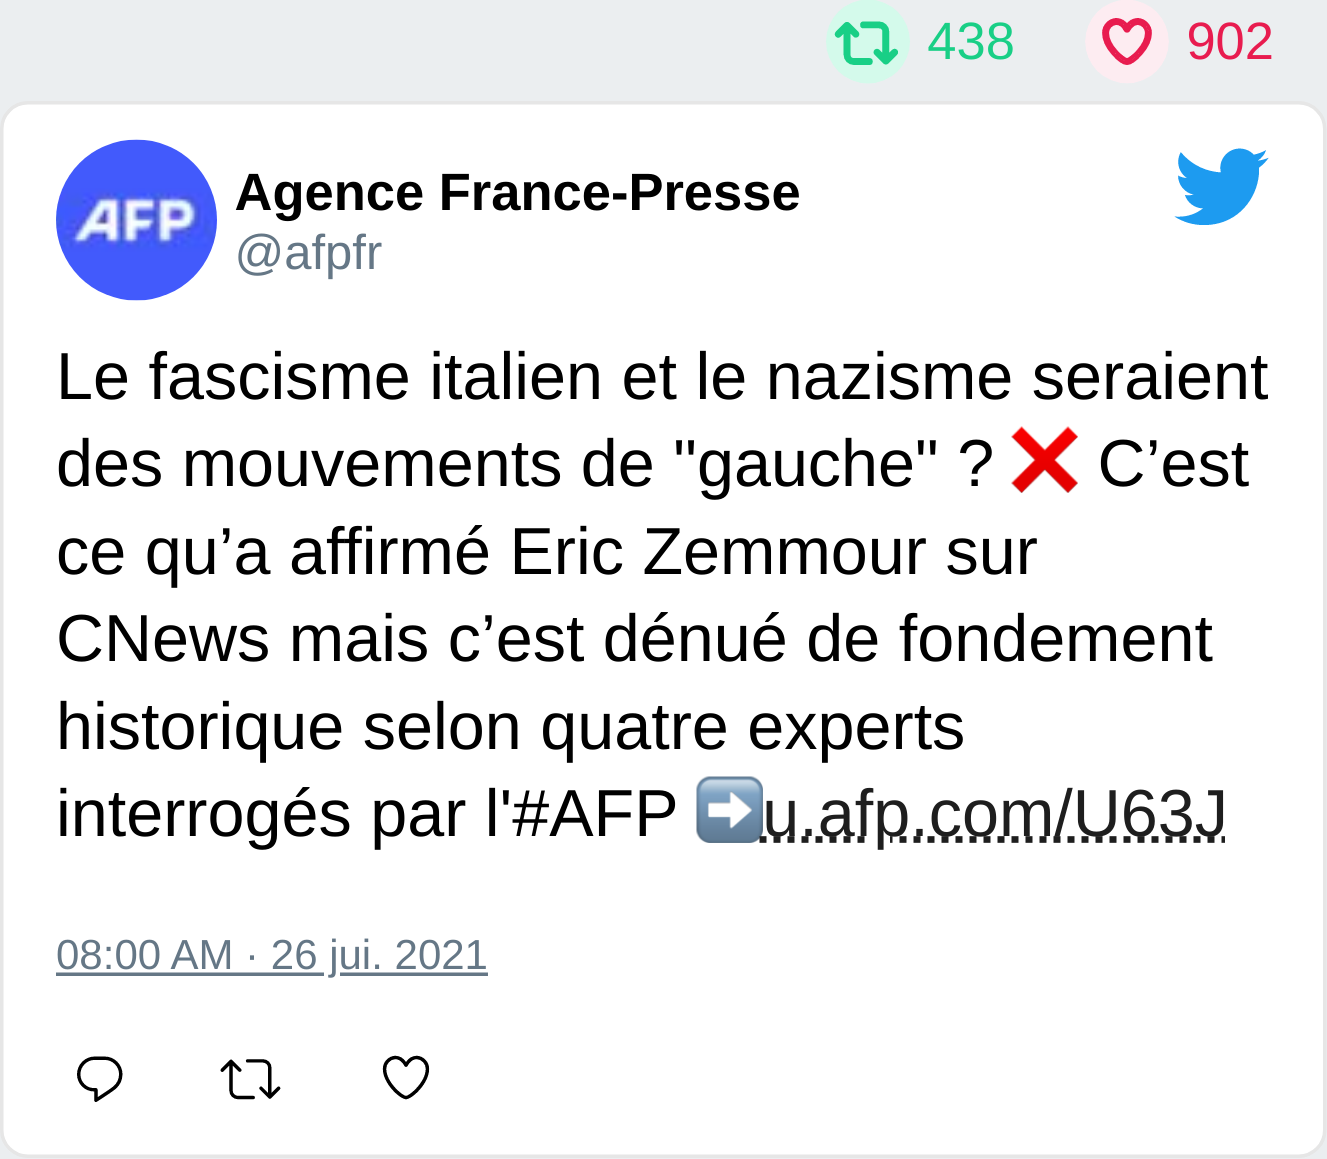 438 902
AFP
Agence France-Presse
@afpfr
Le fascisme italien et le nazisme seraient
des mouvements de "gauche" ? ❌ C’est
ce qu’a affirmé Eric Zemmour sur
CNews mais c’est dénué de fondement
historique selon quatre experts
interrogés par l'#AFP ➡️u.afp.com/U63J
08:00 AM · 26 jui. 2021